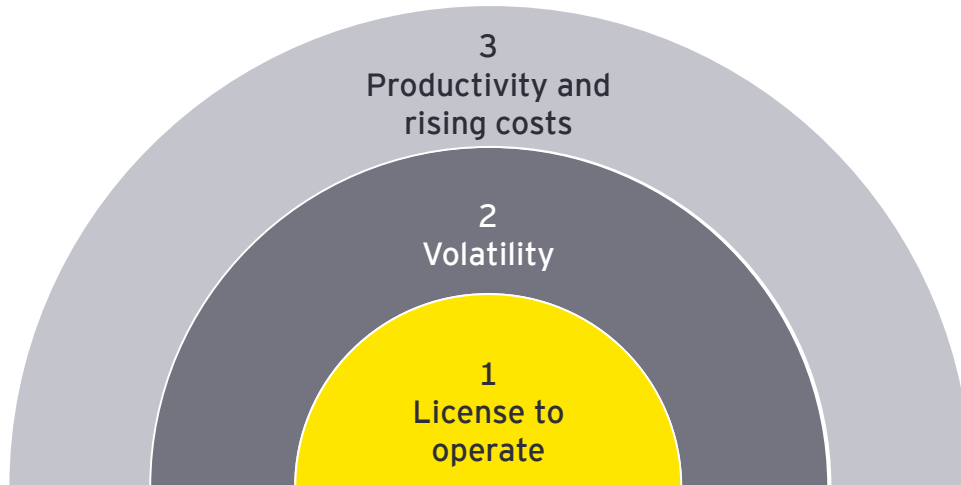 3
Productivity and
rising costs
2
Volatility
1
License to
operate